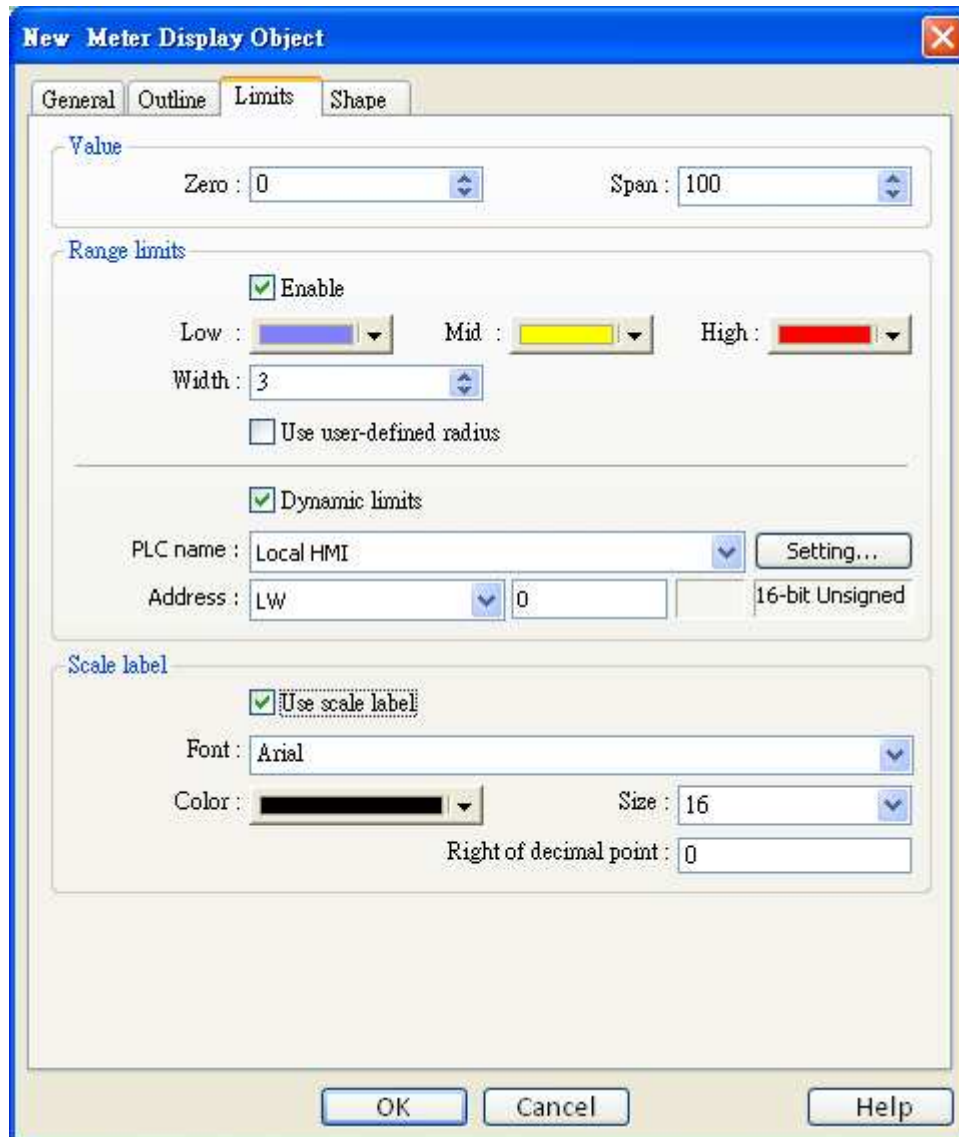 New Meter Display Object
General Outline Limits Shape
Value
Zero : 0 Span : 100
Range limits
Enable
Low : Mid : High :
Width : 3
Use user-defined radius
Dynamic limits
PLC name : Local HMI Setting...
Address : LW 0 16-bit Unsigned
Scale label
Use scale label
Font : Arial
Color : Size : 16
Right of decimal point : 0
OK Cancel Help